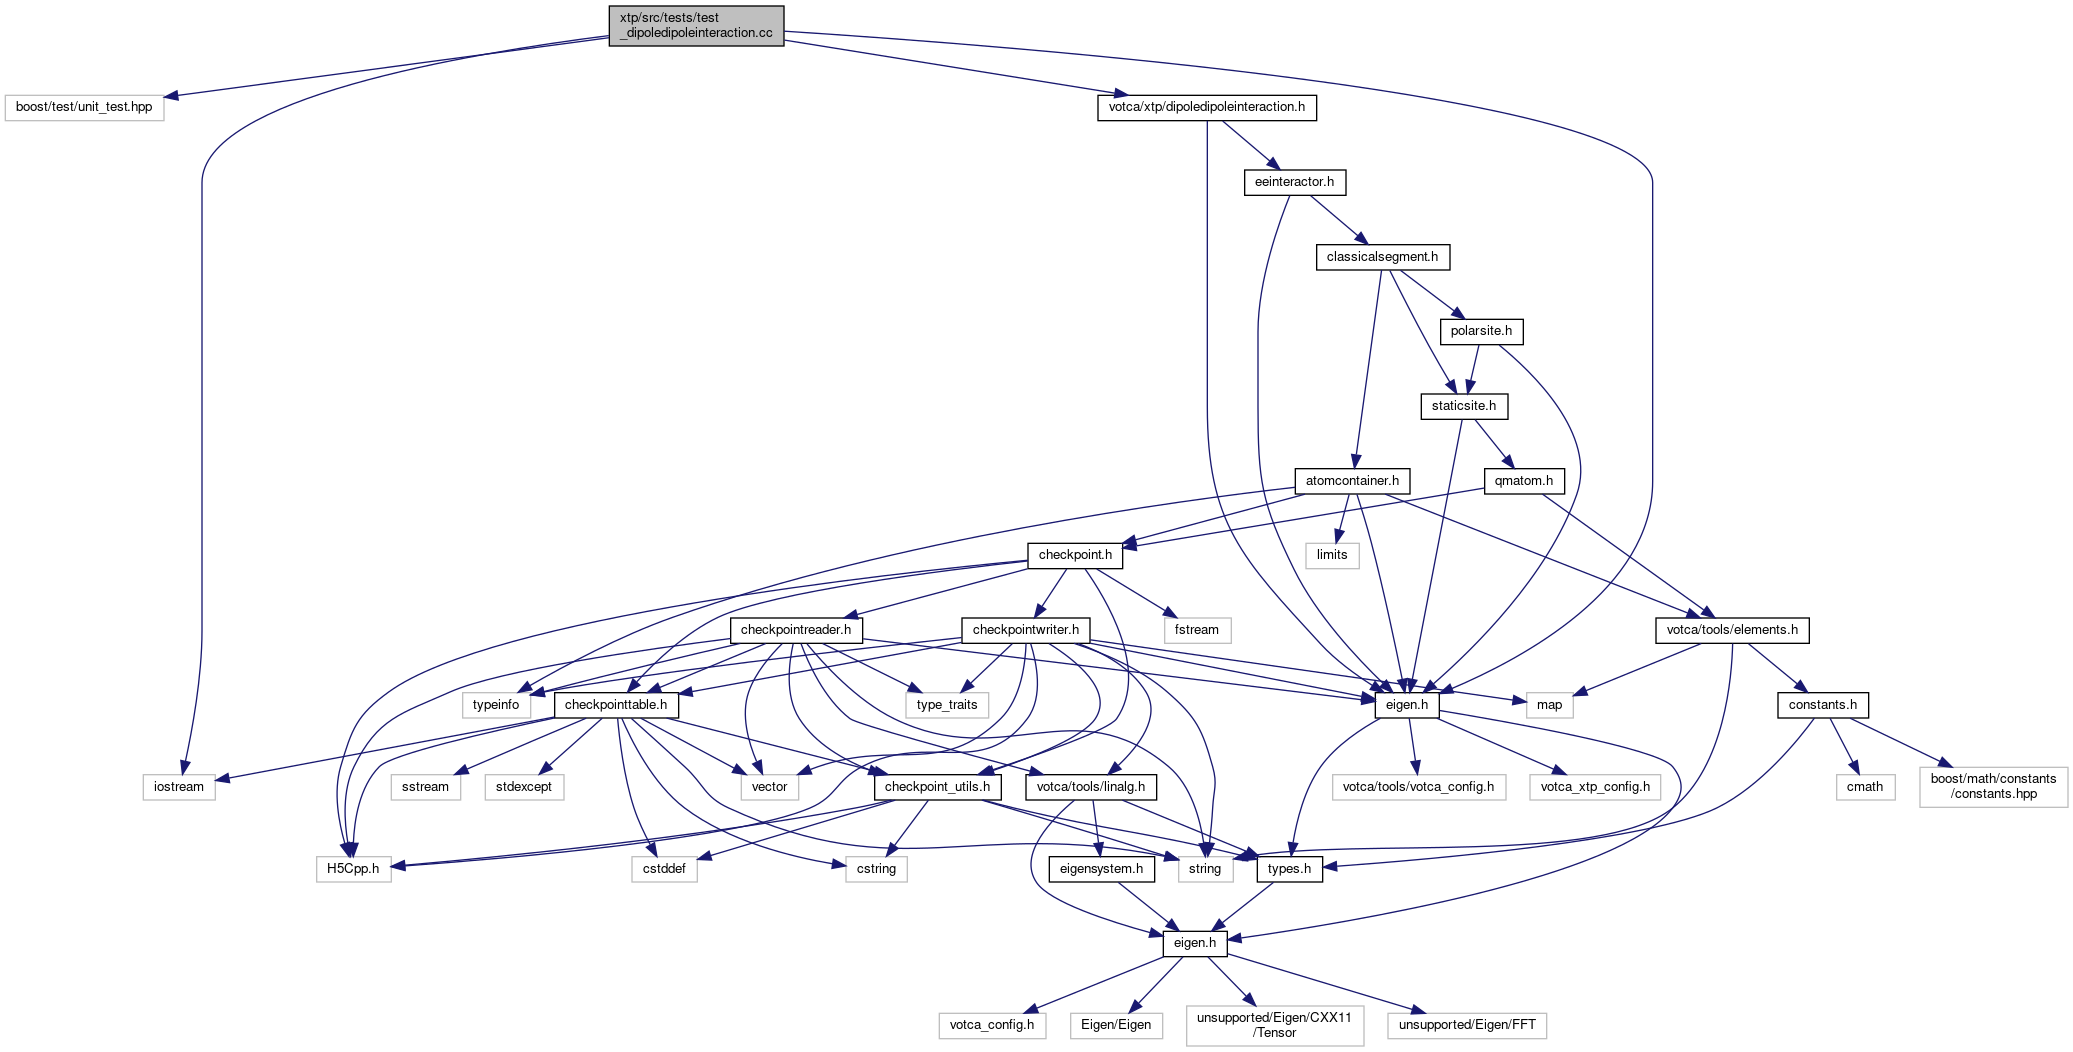 xtp/src/tests/test
_dipoledipoleinteraction.cc
boost/test/unit_test.hpp
votca/xtp/dipoledipoleinteraction.h
eeinteractor.h
classicalsegment.h
polarsite.h
staticsite.h
atomcontainer.h
qmatom.h
checkpoint.h
limits
checkpointreader.h
checkpointwriter.h
fstream
votca/tools/elements.h
typeinfo
checkpointtable.h
type_traits
eigen.h
map
constants.h
iostream
sstream
stdexcept
vector
checkpoint_utils.h
votca/tools/linalg.h
votca/tools/votca_config.h
votca_xtp_config.h
cmath
boost/math/constants
/constants.hpp
H5Cpp.h
cstddef
cstring
eigensystem.h
string
types.h
eigen.h
votca_config.h
Eigen/Eigen
unsupported/Eigen/CXX11
/Tensor
unsupported/Eigen/FFT